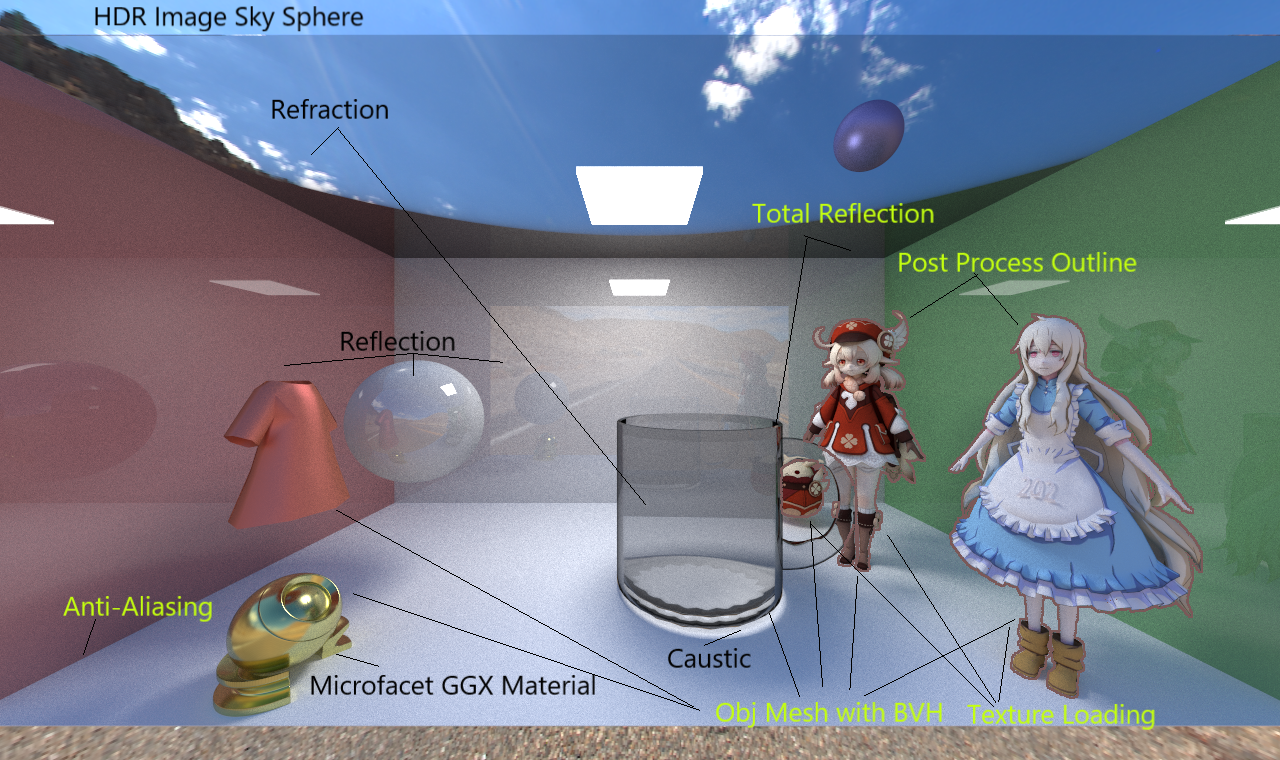 HDR Image Sky Sphere
Refraction
Total Reflection
Post Process Outline
Reflection
202
Anti-Aliasing
Caustic
Microfacet GGX Material
Obj Mesh with BVH
Texture Loading